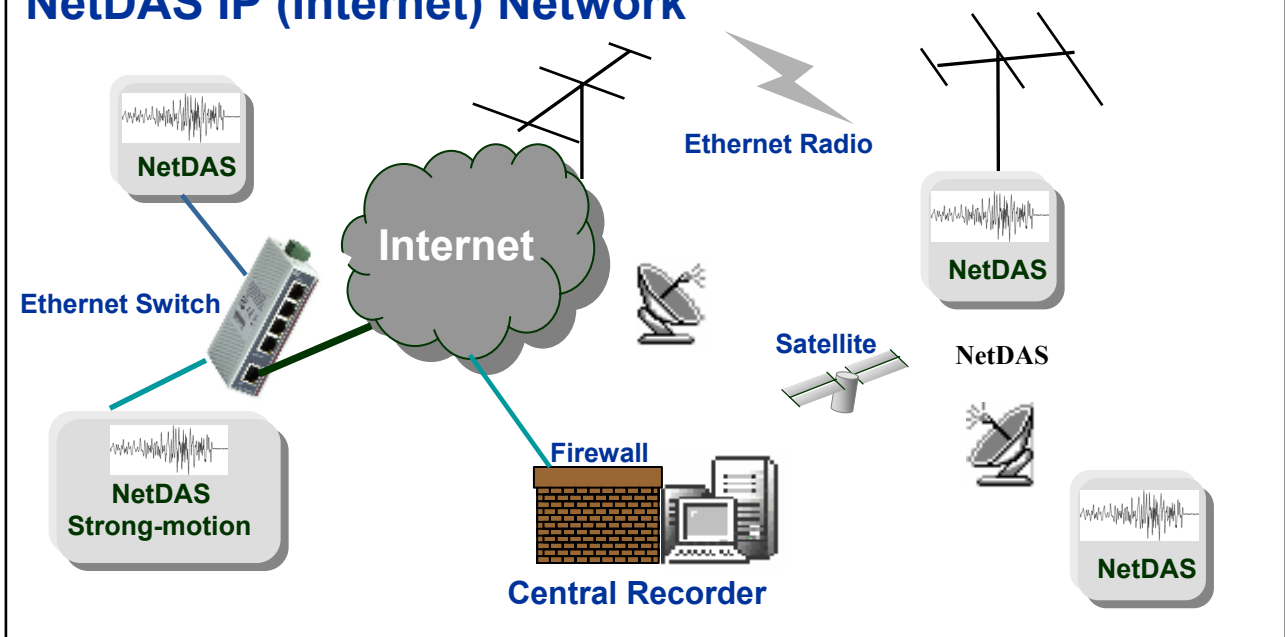 NetDAS IP (Internet) Network
NetDAS
Ethernet Radio
Internet
NetDAS
Ethernet Switch
Satellite
NetDAS
Firewall
NetDAS
Strong-motion
NetDAS
Central Recorder